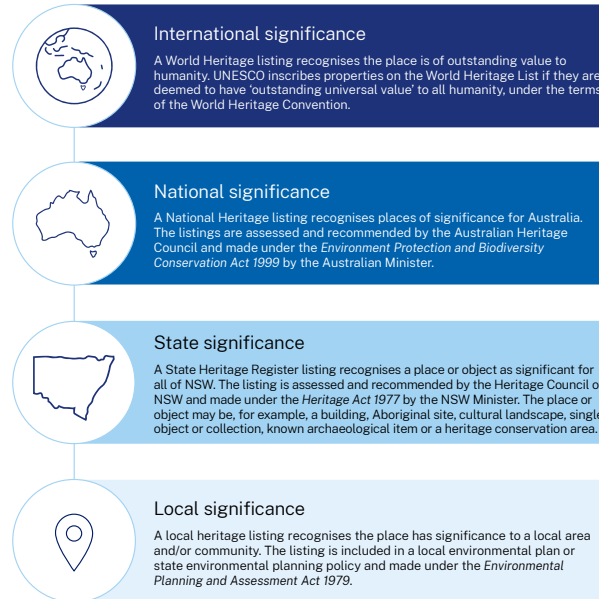 International significance
A World Heritage listing recognises the place is of outstanding value to
humanity. UNESCO inscribes properties on the World Heritage List if they are
deemed to have ‘outstanding universal value’ to all humanity, under the terms
of the World Heritage Convention.
National significance
A National Heritage listing recognises places of significance for Australia.
The listings are assessed and recommended by the Australian Heritage
Council and made under the Environment Protection and Biodiversity
Conservation Act 1999 by the Australian Minister.
State significance
A State Heritage Register listing recognises a place or object as significant for
all of NSW. The listing is assessed and recommended by the Heritage Council
NSW and made under the Heritage Act 1977 by the NSW Minister. The place or
object may be, for example, a building, Aboriginal site, cultural landscape, single
object or collection, known archaeological item or a heritage conservation area.
Local significance
A local heritage listing recognises the place has significance to a local area
and/or community. The listing is included in a local environmental plan or
state environmental planning policy and made under the Environmental
Planning and Assessment Act 1979.